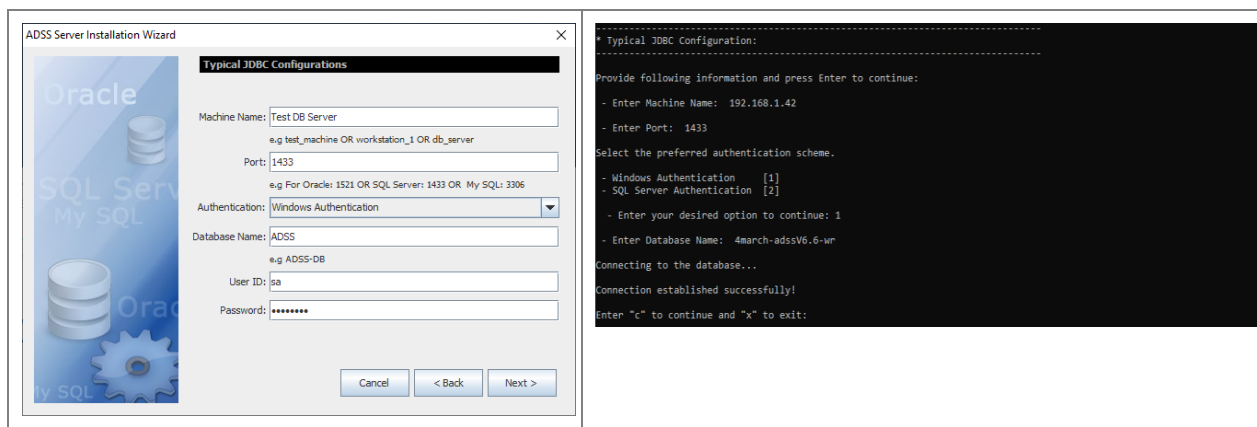 ADSS Server Installation Wizard
Typical JDBC Configurations
Oracle
SQL Serv
My SQL
Orac
My SQL
Machine Name: Test DB Server
e.g test_machine OR workstation_1 OR db_server
Port: 1433
e.g For Oracle: 1521 OR SQL Server: 1433 OR My SQL: 3306
Authentication: Windows Authentication
Database Name: ADSS
e.g ADSS-DB
User ID: sa
Password: ••••••••
Cancel < Back Next >
--------------------------------------------------------------------------------
* Typical JDBC Configuration:
--------------------------------------------------------------------------------
Provide following information and press Enter to continue:
- Enter Machine Name: 192.168.1.42
- Enter Port: 1433
Select the preferred authentication scheme.
- Windows Authentication [1]
- SQL Server Authentication [2]
- Enter your desired option to continue: 1
- Enter Database Name: 4march-adssV6.6-wr
Connecting to the database...
Connection established successfully!
Enter "c" to continue and "x" to exit: